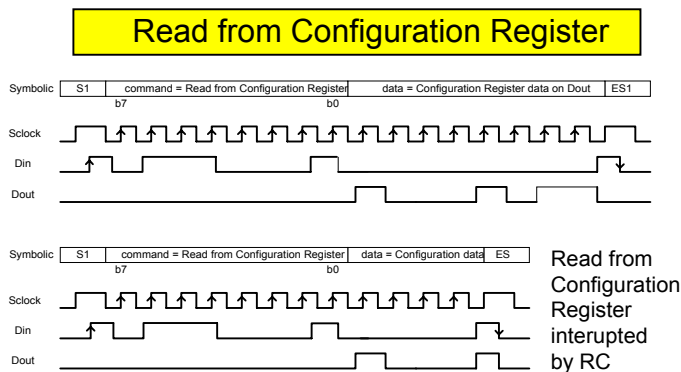 Read from Configuration Register
Symbolic S1 command = Read from Configuration Register data = Configuration Register data on Dout ES1
b7 b0
Sclock
Din
Dout
Symbolic S1 command = Read from Configuration Register data = Configuration data ES
b7 b0
Sclock
Din
Dout
Read from
Configuration
Register
interupted
by RC